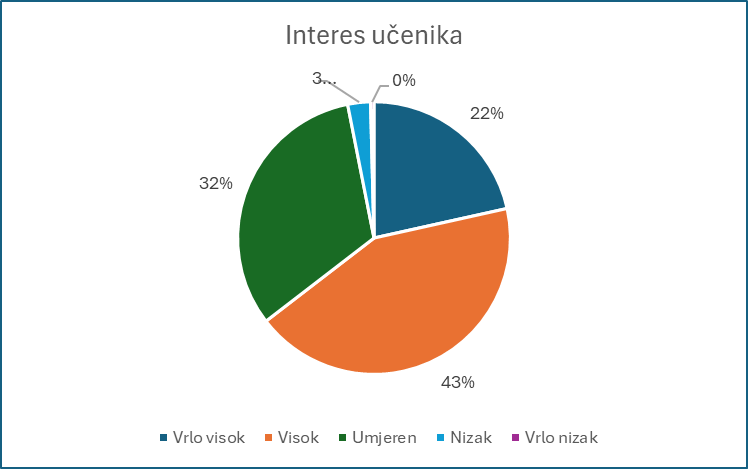 Interes učenika
3...
0%
22%
32%
43%
Vrlo visok
Visok
Umjeren
Nizak
Vrlo nizak